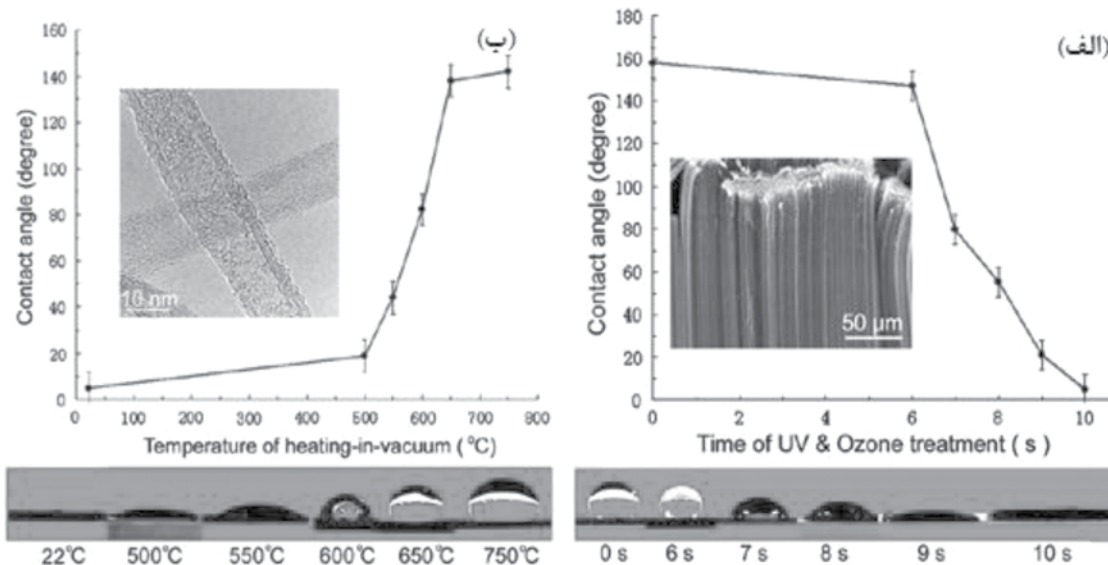 (ب)
160
140
120
100
80
60
40
20
0
Contact angle (degree)
10 nm
0 100 200 300 400 500 600 700 800
Temperature of heating-in-vacuum ( °C)
22℃ 500℃ 550℃ 600℃ 650℃ 750℃
(الف)
180
160
140
120
100
80
60
40
20
0
Contact angle (degree)
50 µm
0 2 4 6 8 10
Time of UV & Ozone treatment ( s )
0 s 6 s 7 s 8 s 9 s 10 s